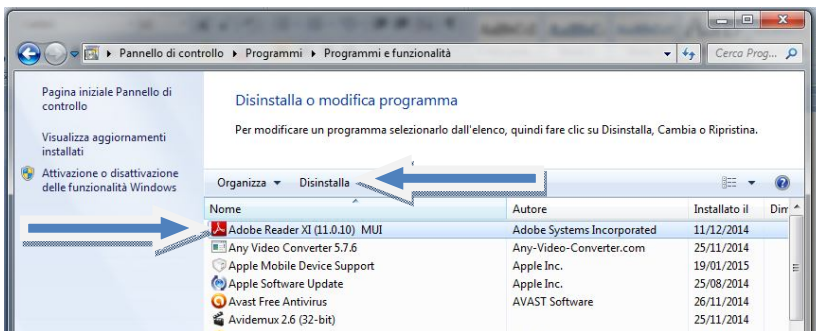 Pannello di controllo ▸ Programmi ▸ Programmi e funzionalità
Cerca Prog...
Pagina iniziale Pannello di
controllo
Visualizza aggiornamenti
installati
Attivazione o disattivazione
delle funzionalità Windows
Disinstalla o modifica programma
Per modificare un programma selezionarlo dall'elenco, quindi fare clic su Disinstalla, Cambia o Ripristina.
Organizza Disinstalla
Nome Autore Installato il Dim
Adobe Reader XI (11.0.10) MUI Adobe Systems Incorporated 11/12/2014
Any Video Converter 5.7.6 Any-Video-Converter.com 25/11/2014
Apple Mobile Device Support Apple Inc. 19/01/2015
Apple Software Update Apple Inc. 25/08/2014
Avast Free Antivirus AVAST Software 26/11/2014
Avidemux 2.6 (32-bit) 25/11/2014